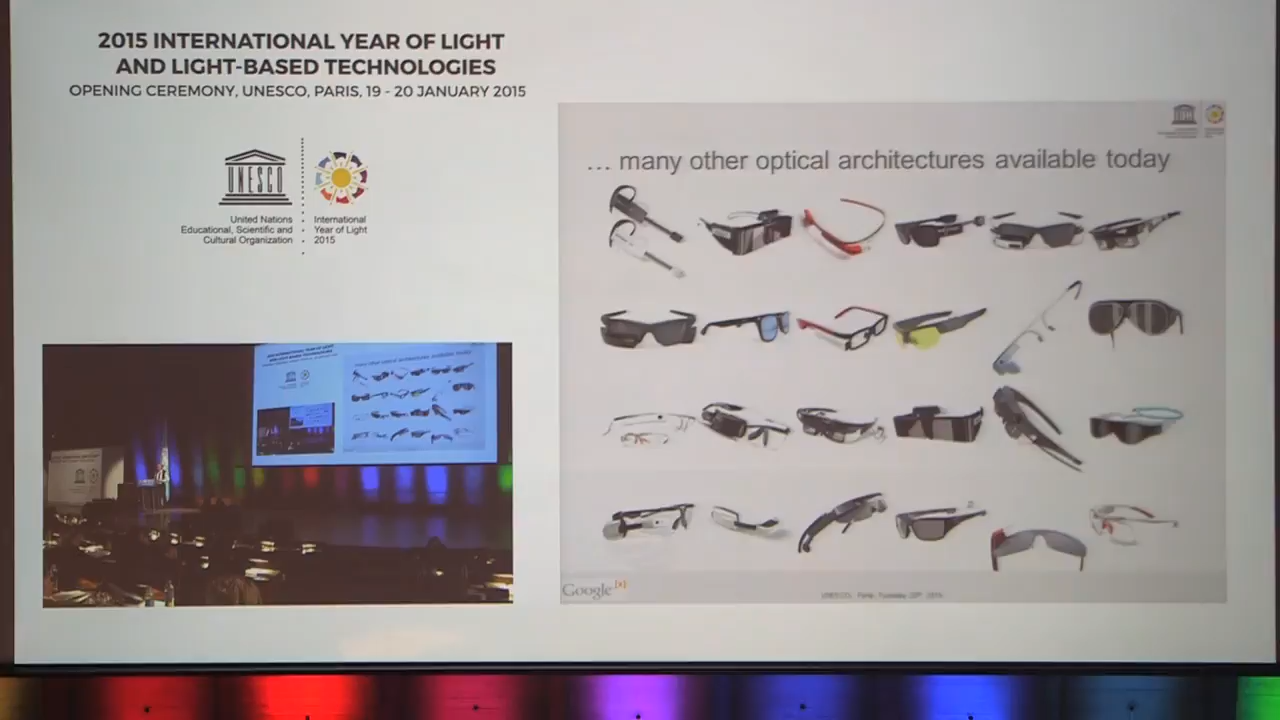 2015 INTERNATIONAL YEAR OF LIGHT
AND LIGHT-BASED TECHNOLOGIES
OPENING CEREMONY, UNESCO, PARIS, 19 - 20 JANUARY 2015
UNESCO
United Nations
Educational, Scientific and
Cultural Organization
International
Year of Light
2015
... many other optical architectures available today
Google [x]